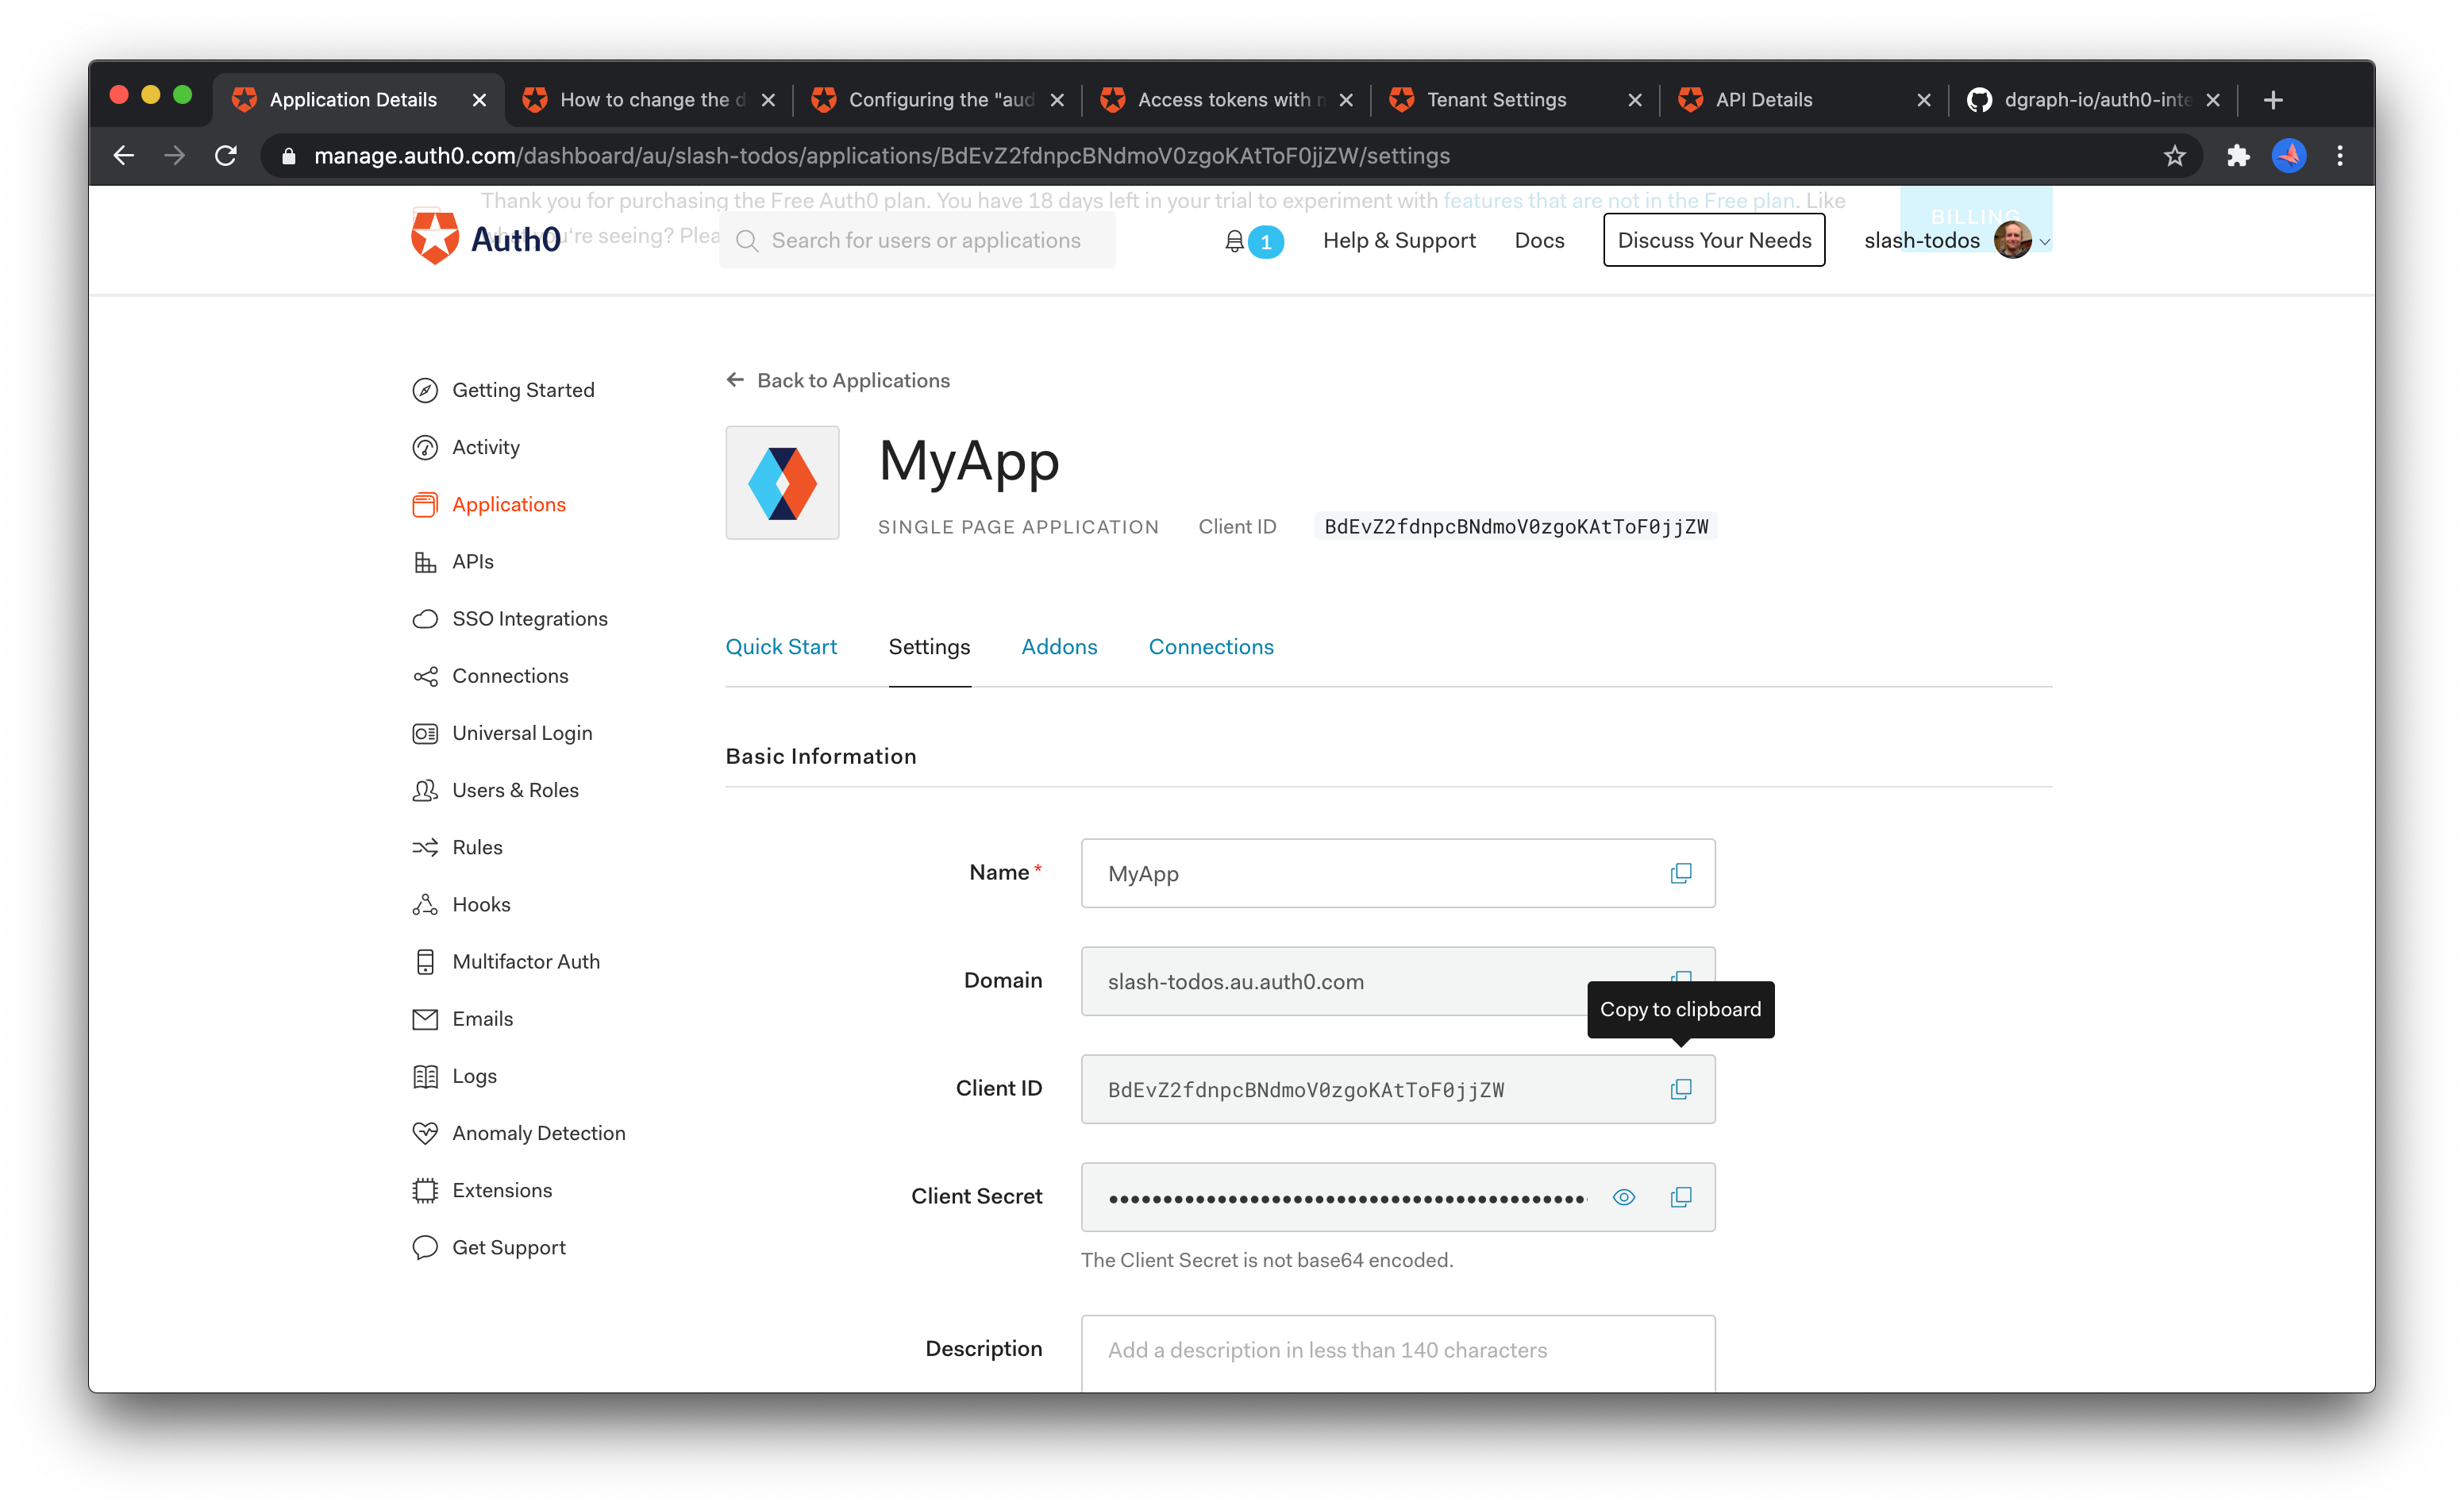 Application Details
How to change the d
Configuring the "aud
Access tokens with n
Tenant Settings
API Details
dgraph-io/auth0-inte
manage.auth0.com/dashboard/au/slash-todos/applications/BdEvZ2fdnpcBNdmoV0zgoKAtToF0jjZW/settings
Thank you for purchasing the Free Auth0 plan. You have 18 days left in your trial to experiment with features that are not in the Free plan. Like
you're seeing? Plea
BILLING
Auth0
Search for users or applications
1
Help & Support
Docs
Discuss Your Needs
slash-todos
Getting Started
Activity
Applications
APIs
SSO Integrations
Connections
Universal Login
Users & Roles
Rules
Hooks
Multifactor Auth
Emails
Logs
Anomaly Detection
Extensions
Get Support
Back to Applications
MyApp
SINGLE PAGE APPLICATION
Client ID
BdEvZ2fdnpcBNdmoV0zgoKAtToF0jjZW
Quick Start
Settings
Addons
Connections
Basic Information
Name *
MyApp
Domain
slash-todos.au.auth0.com
Copy to clipboard
Client ID
BdEvZ2fdnpcBNdmoV0zgoKAtToF0jjZW
Client Secret
The Client Secret is not base64 encoded.
Description
Add a description in less than 140 characters